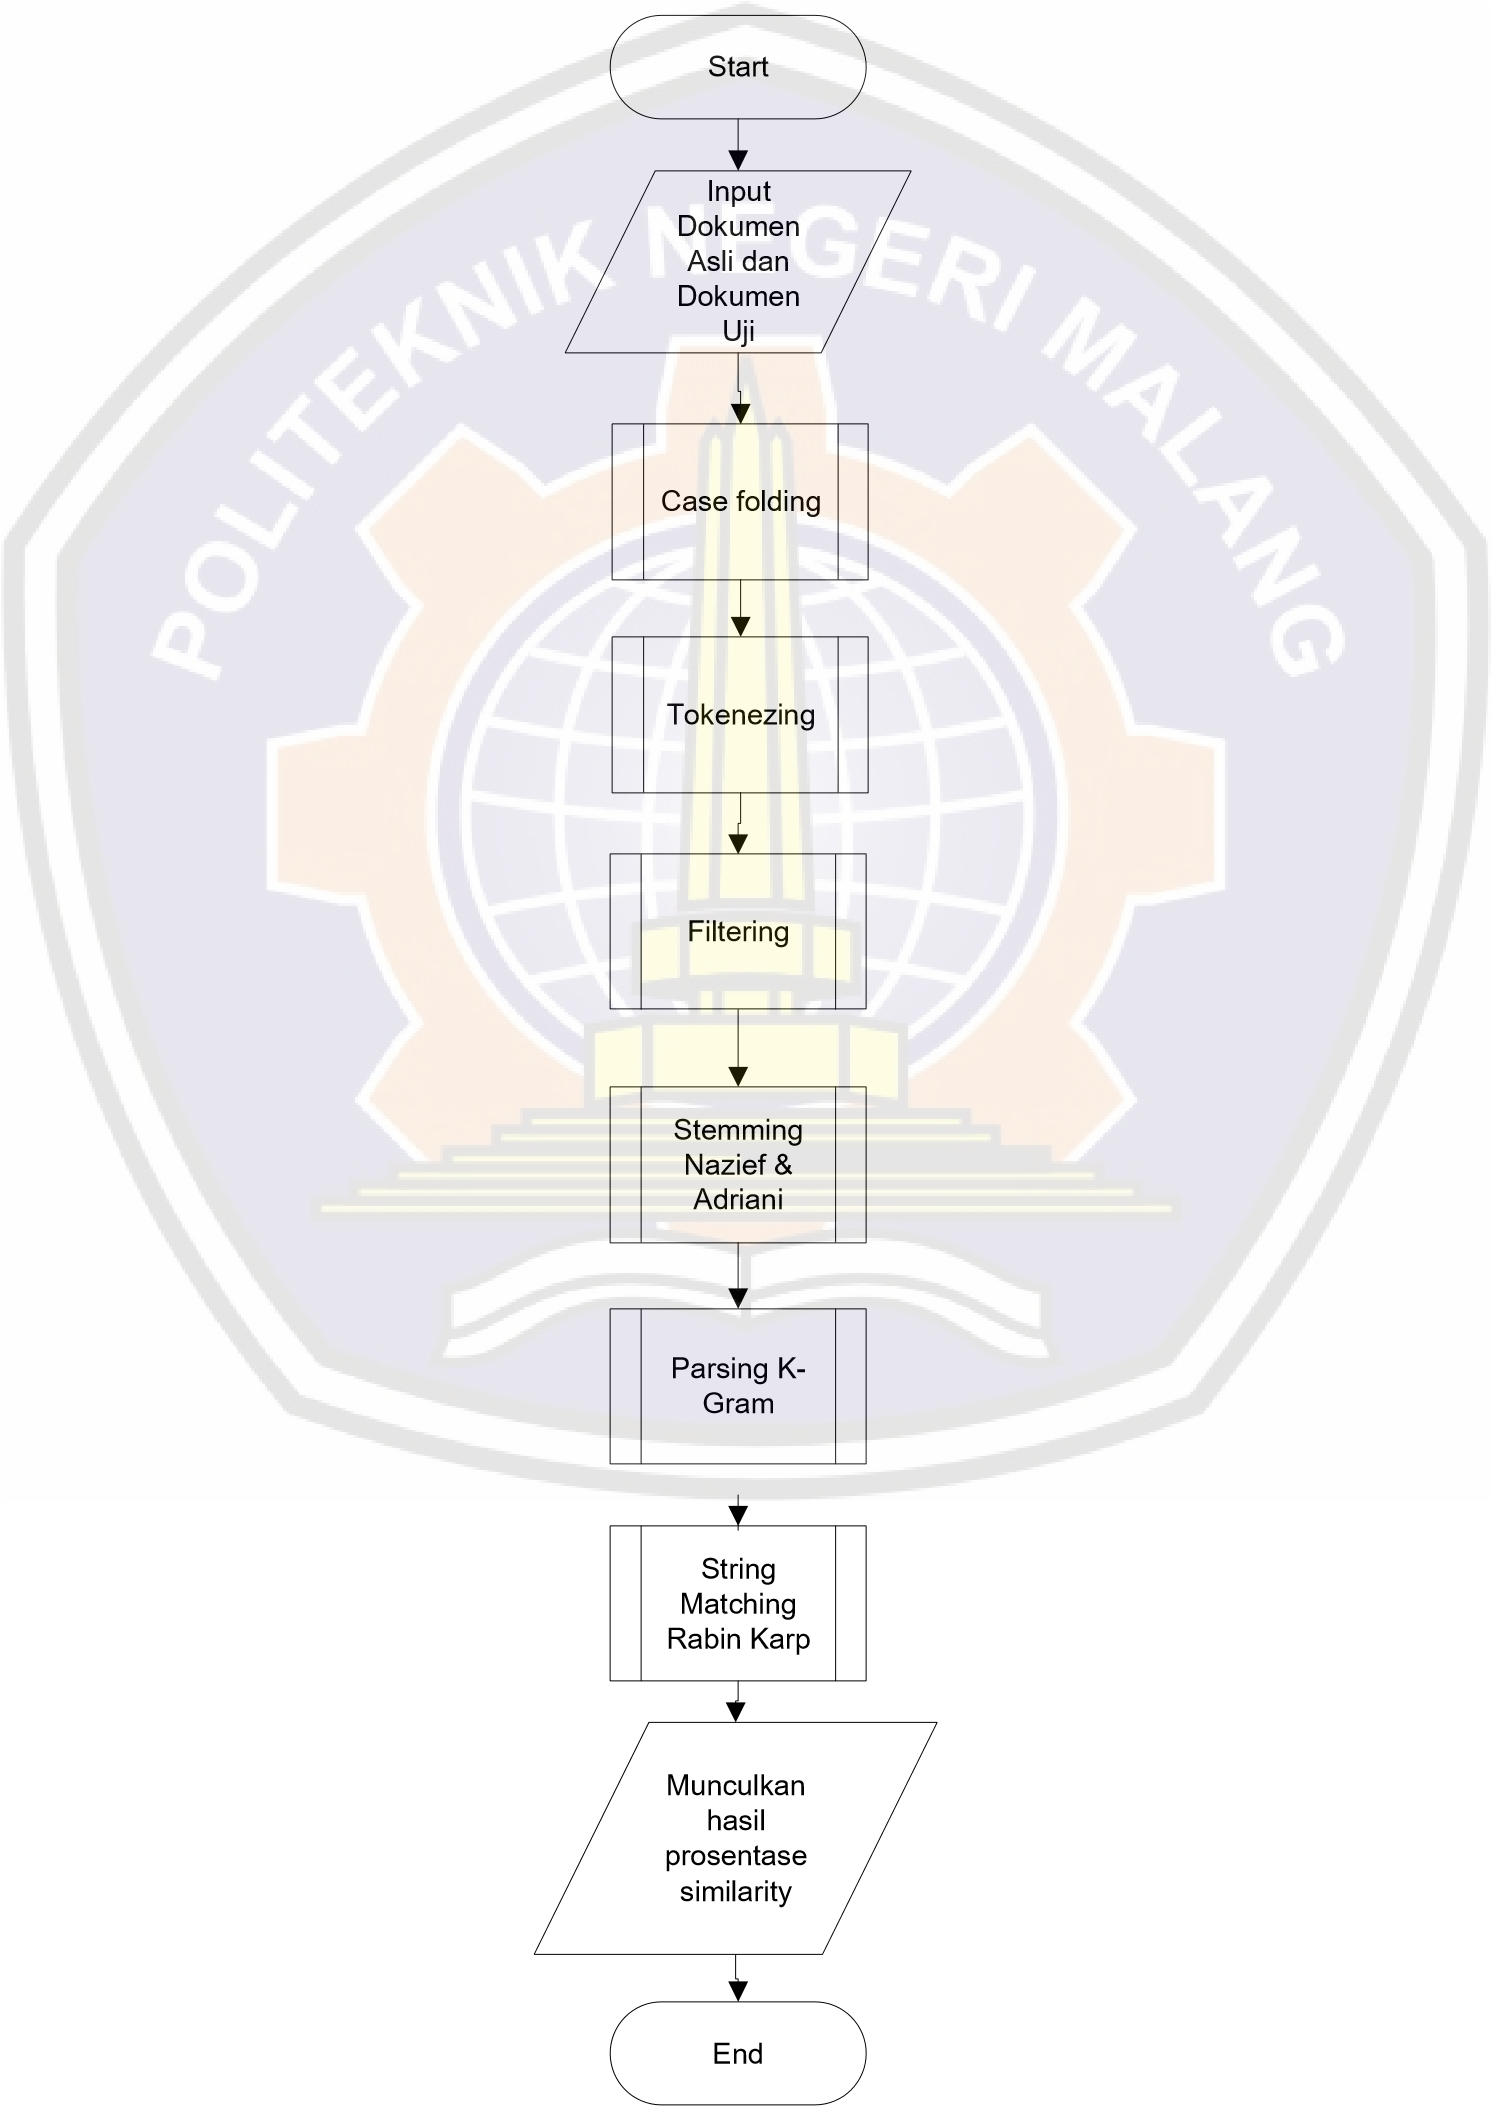 Start
POLITEKNIK NEGERI MALANG
Input
Dokumen
Asli dan
Dokumen
Uji
Case folding
Tokenezing
Filtering
Stemming
Nazief &
Adriani
Parsing K-
Gram
String
Matching
Rabin Karp
Munculkan
hasil
prosentase
similarity
End